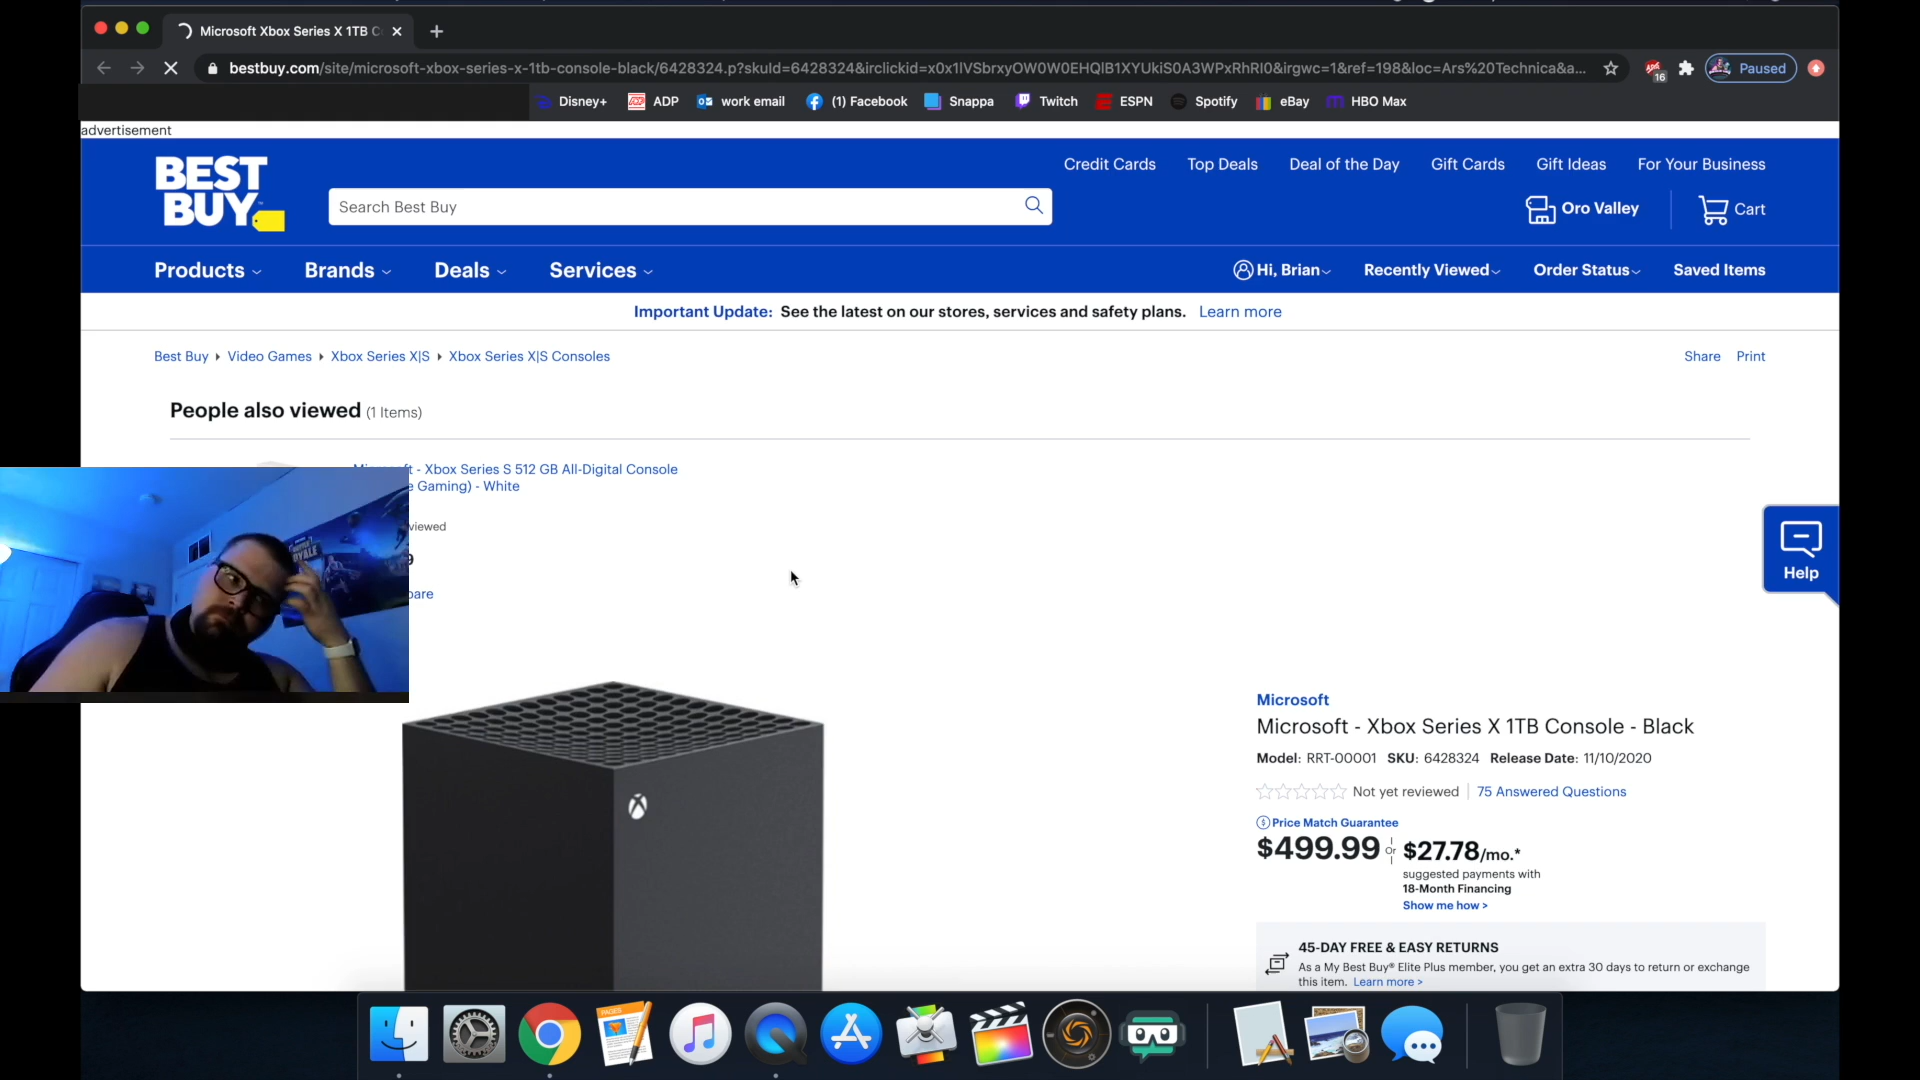 Microsoft Xbox Series X 1TB C
bestbuy.com/site/microsoft-xbox-series-x-1tb-console-black/6428324.p?skuId=6428324&irclickid=x0x1lVSbrxyOW0W0EHQlB1XYUkiS0A3WPxRhRI0&irgwc=1&ref=198&loc=Ars%20Technica&a...
16
Paused
Disney+
ADP
work email
(1) Facebook
Snappa
Twitch
ESPN
Spotify
eBay
HBO Max
advertisement
Credit Cards
Top Deals
Deal of the Day
Gift Cards
Gift Ideas
For Your Business
BEST
BUY
Search Best Buy
Oro Valley
Cart
Products
Brands
Deals
Services
Hi, Brian
Recently Viewed
Order Status
Saved Items
Important Update: See the latest on our stores, services and safety plans. Learn more
Best Buy
Video Games
Xbox Series X|S
Xbox Series X|S Consoles
Share
Print
People also viewed (1 Items)
- Xbox Series S 512 GB All-Digital Console
Gaming) - White
Help
ROYALE
Microsoft
Microsoft - Xbox Series X 1TB Console - Black
Model: RRT-00001 SKU: 6428324 Release Date: 11/10/2020
Not yet reviewed
75 Answered Questions
Price Match Guarantee
$499.99
Or
$27.78/mo.*
suggested payments with
18-Month Financing
Show me how >
45-DAY FREE & EASY RETURNS
As a My Best Buy® Elite Plus member, you get an extra 30 days to return or exchange
this item. Learn more >
PAGES